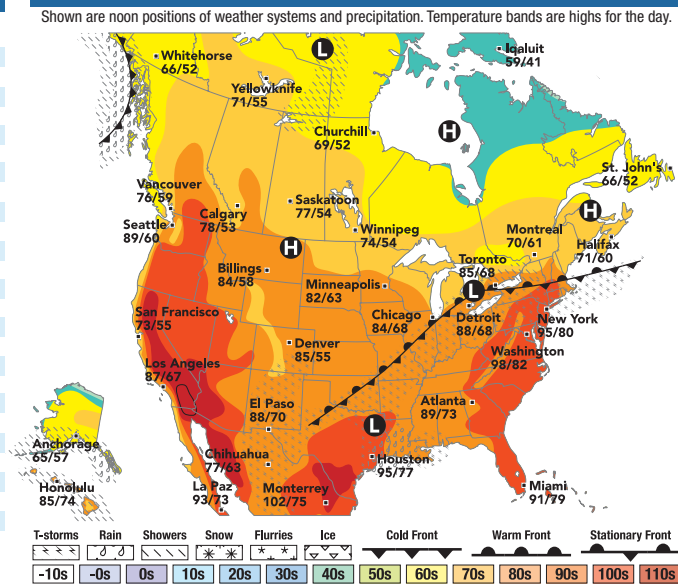 Shown are noon positions of weather systems and precipitation. Temperature bands are highs for the day.
L
Iqaluit
59/41
Whitehorse
66/52
Yellowknife
71/55
Churchill
69/52
H
St. John's
66/52
Vancouver
76/59
Calgary
78/53
Saskatoon
77/54
Winnipeg
74/54
H
Montreal
70/61
Halifax
71/60
Seattle
89/60
H
Billings
84/58
Minneapolis
82/63
Toronto
85/68
L
San Francisco
73/55
Chicago
84/68
Detroit
88/68
New York
95/80
Denver
85/55
Washington
98/82
Los Angeles
87/67
El Paso
88/70
Atlanta
89/73
L
Anchorage
65/57
Chihuahua
77/63
Houston
95/77
Honolulu
85/74
La Paz
93/73
Monterrey
102/75
Miami
91/79
T-storms Rain Showers Snow Flurries Ice Cold Front Warm Front Stationary Front
-10s -0s 0s 10s 20s 30s 40s 50s 60s 70s 80s 90s 100s 110s